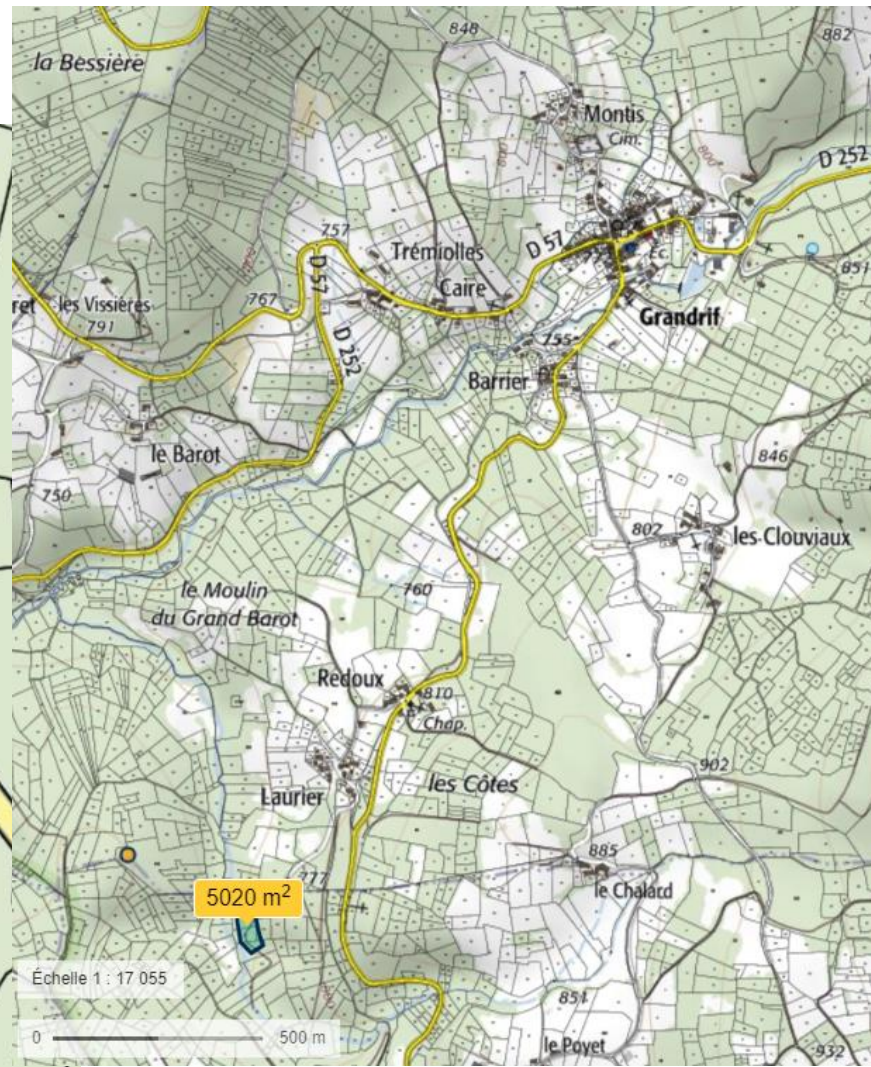 848
882
la Bessière
Montis
Cim.
800
D 252
757
D 57
Trémiolles
Ec.
851
Caire
D 57
ret
les Vissières
767
791
Grandrif
755
D 252
Barrier
le Barot
846
750
807
les Clouviaux
le Moulin
du Grand Barot
760
Redoux
810
Chap.
902
Laurier
les Côtes
885
777
le Chalard
5020 m²
Échelle 1 : 17 055
851
0
500 m
le Poyet
932